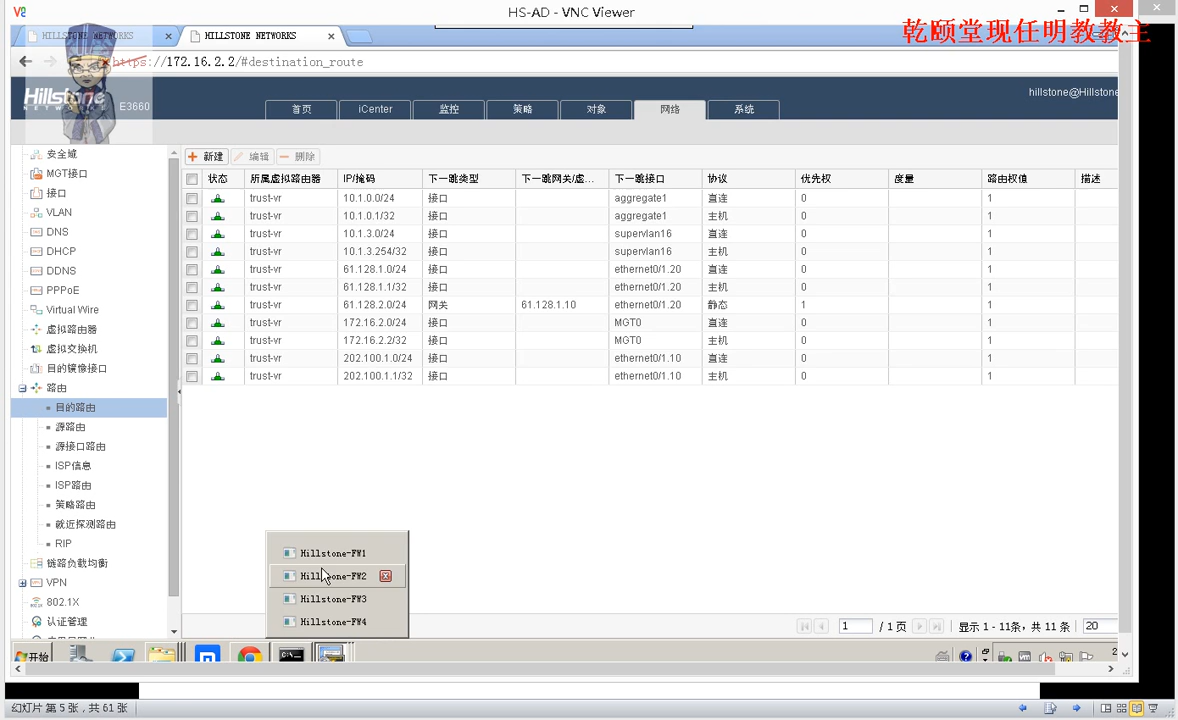 HS-AD - VNC Viewer
HILLSTONE NETWORKS
HILLSTONE NETWORKS
乾颐堂现任明教教主
https://172.16.2.2/#destination_route
Hillstone
NETWORKS
E3660
首页
iCenter
监控
策略
对象
网络
系统
hillstone@Hillstone
安全域
MGT接口
接口
VLAN
DNS
DHCP
DDNS
PPPoE
Virtual Wire
虚拟路由器
虚拟交换机
目的镜像接口
路由
目的路由
源路由
源接口路由
ISP信息
ISP路由
策略路由
就近探测路由
RIP
链路负载均衡
VPN
802.1X
认证管理
新建 编辑 删除
状态 所属虚拟路由器 IP/掩码 下一跳类型 下一跳网关/虚... 下一跳接口 协议 优先权 度量 路由权值 描述
trust-vr 10.1.0.0/24 接口 aggregate1 直连 0 1
trust-vr 10.1.0.1/32 接口 aggregate1 主机 0 1
trust-vr 10.1.3.0/24 接口 supervlan16 直连 0 1
trust-vr 10.1.3.254/32 接口 supervlan16 主机 0 1
trust-vr 61.128.1.0/24 接口 ethernet0/1.20 直连 0 1
trust-vr 61.128.1.1/32 接口 ethernet0/1.20 主机 0 1
trust-vr 61.128.2.0/24 网关 61.128.1.10 ethernet0/1.20 静态 1 1
trust-vr 172.16.2.0/24 接口 MGT0 直连 0 1
trust-vr 172.16.2.2/32 接口 MGT0 主机 0 1
trust-vr 202.100.1.0/24 接口 ethernet0/1.10 直连 0 1
trust-vr 202.100.1.1/32 接口 ethernet0/1.10 主机 0 1
Hillstone-FW1
Hillstone-FW2
Hillstone-FW3
Hillstone-FW4
1 / 1 页 显示 1 - 11条，共 11 条 20
开始
幻灯片 第 5 张，共 61 张